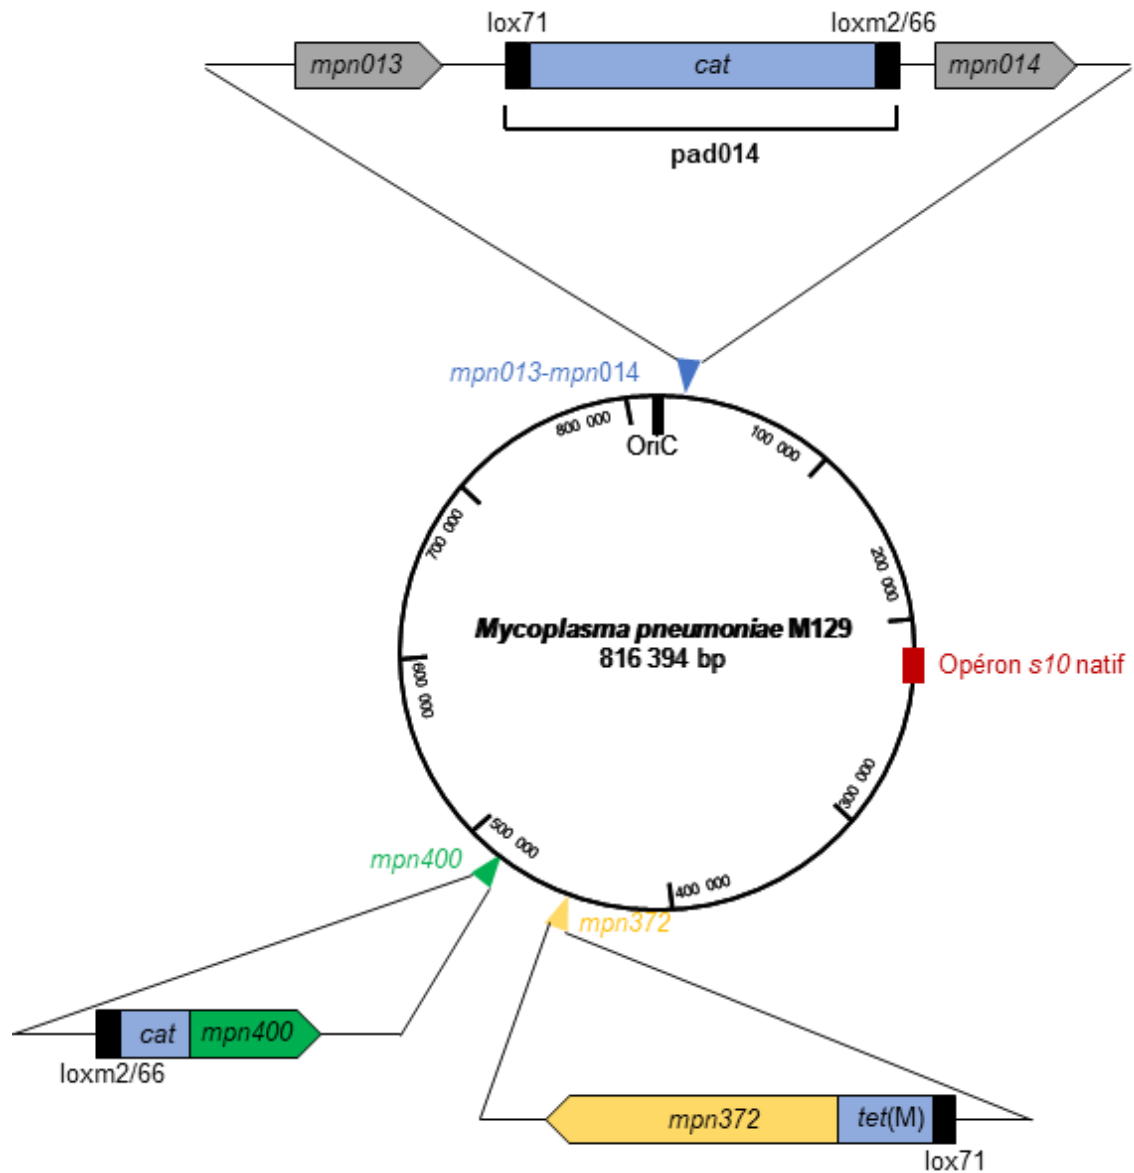 lox71 loxm2/66
mpn013 cat mpn014
pad014
mpn013-mpn014
800 000
OriC
100 000
700 000
200 000
Mycoplasma pneumoniae M129
816 394 bp
Opéron s10 natif
600 000
300 000
500 000
400 000
mpn400
mpn372
cat mpn400
loxm2/66
mpn372 tet(M)
lox71